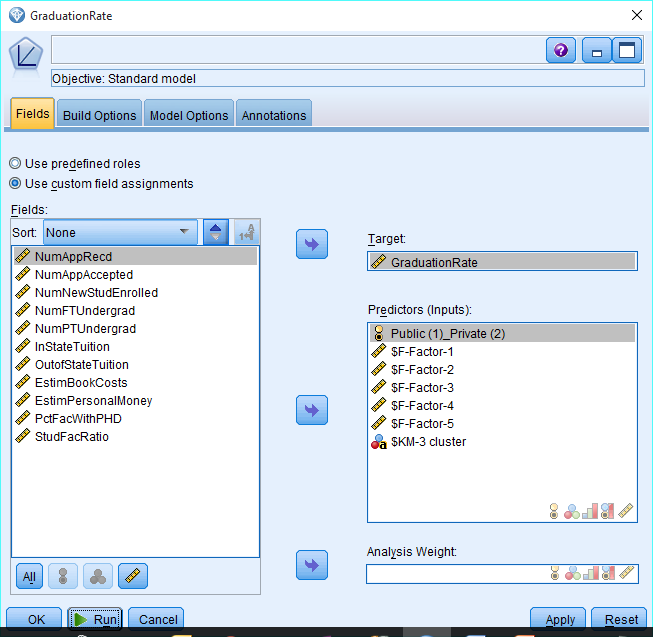 GraduationRate
Objective: Standard model
Fields Build Options Model Options Annotations
Use predefined roles
Use custom field assignments
Fields:
Sort: None
NumAppRecd
NumAppAccepted
NumNewStudEnrolled
NumFTUndergrad
NumPTUndergrad
InStateTuition
OutofStateTuition
EstimBookCosts
EstimPersonalMoney
PctFacWithPHD
StudFacRatio
All
Target:
GraduationRate
Predictors (Inputs):
Public (1)_Private (2)
$F-Factor-1
$F-Factor-2
$F-Factor-3
$F-Factor-4
$F-Factor-5
$KM-3 cluster
Analysis Weight:
OK Run Cancel Apply Reset